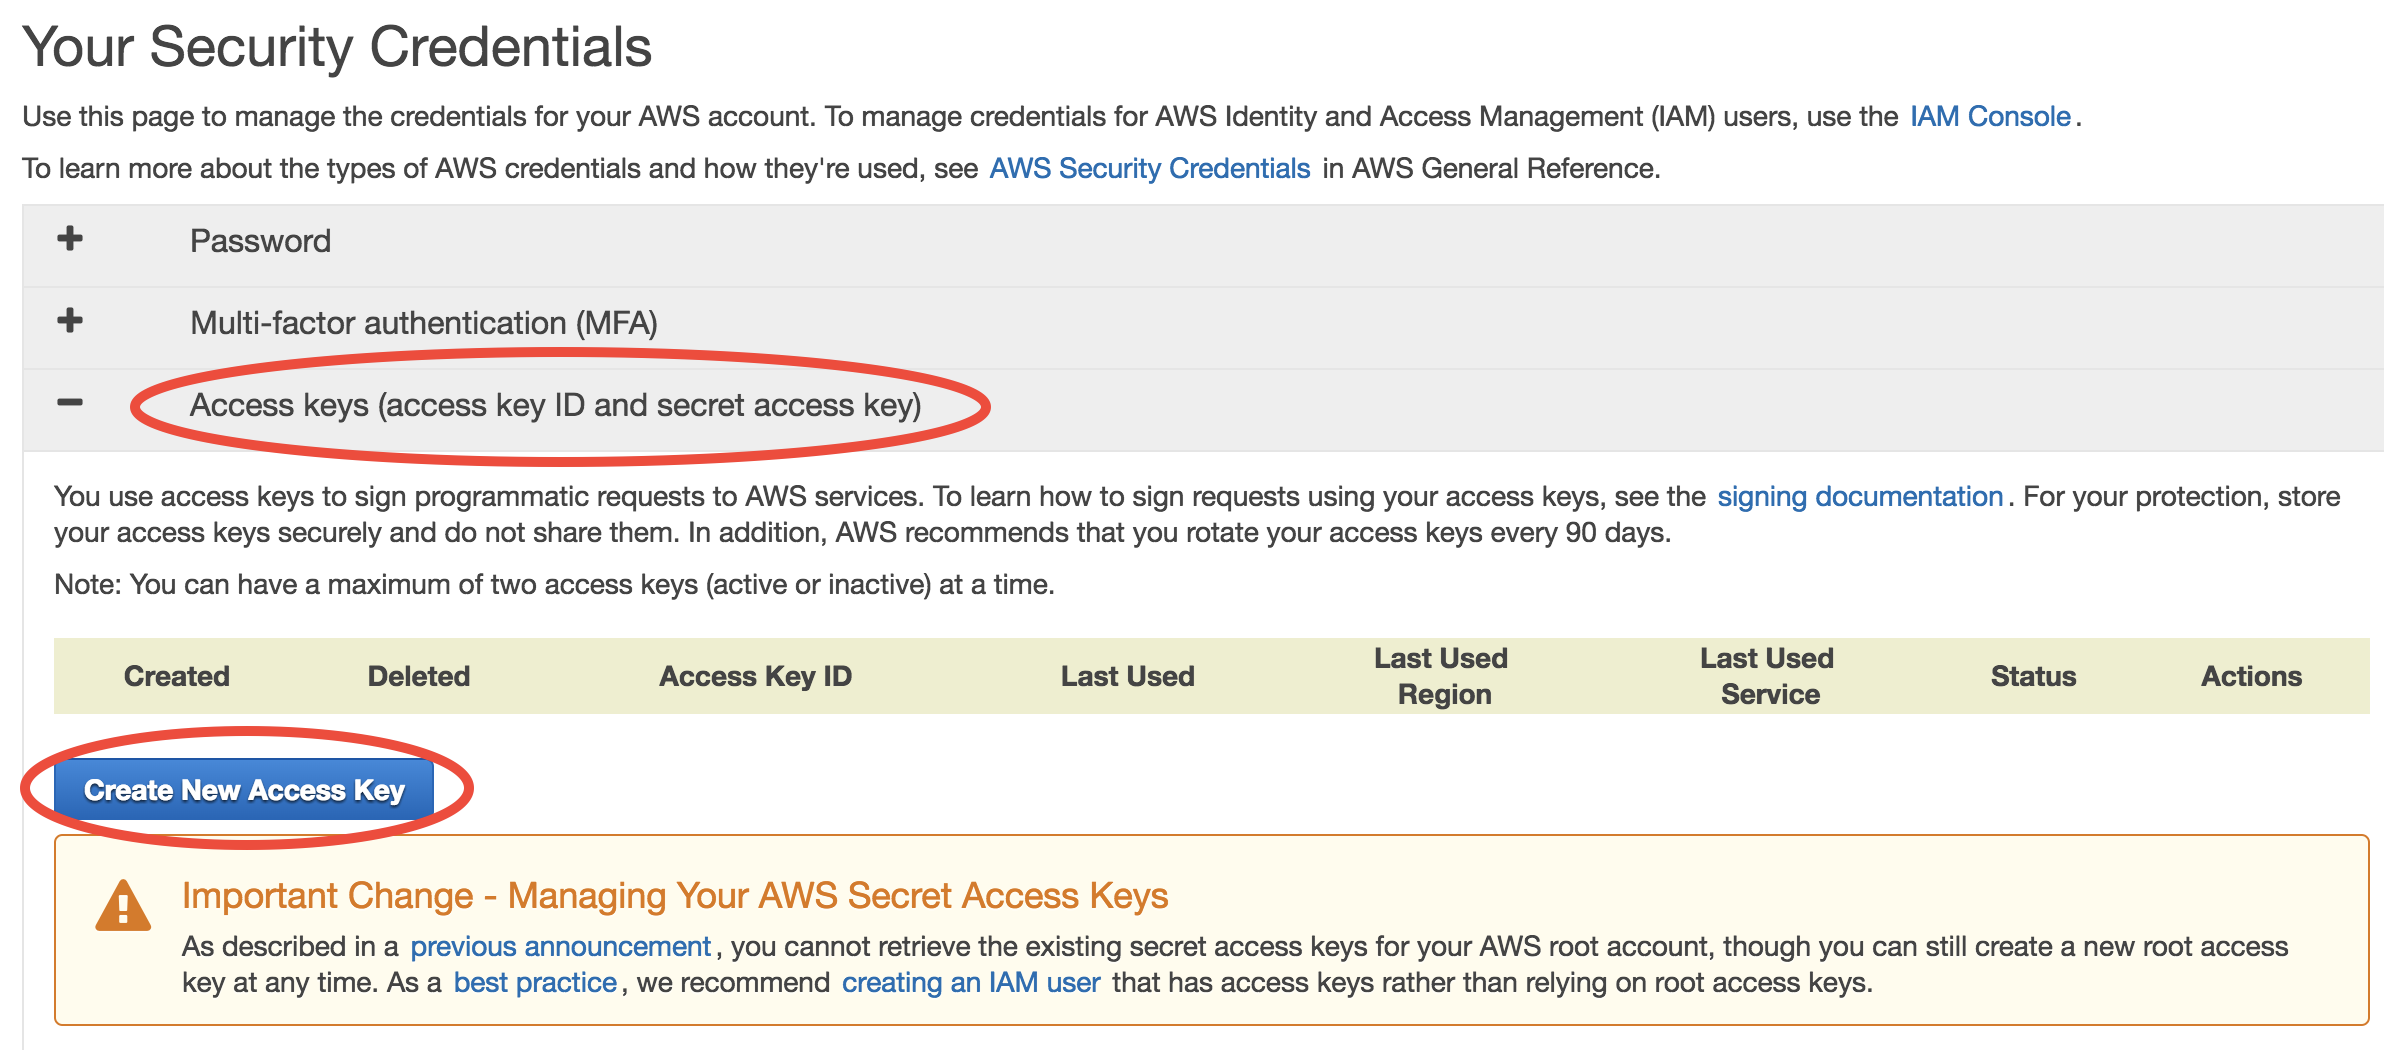 Your Security Credentials
Use this page to manage the credentials for your AWS account. To manage credentials for AWS Identity and Access Management (IAM) users, use the IAM Console.
To learn more about the types of AWS credentials and how they're used, see AWS Security Credentials in AWS General Reference.
Password
Multi-factor authentication (MFA)
Access keys (access key ID and secret access key)
You use access keys to sign programmatic requests to AWS services. To learn how to sign requests using your access keys, see the signing documentation. For your protection, store
your access keys securely and do not share them. In addition, AWS recommends that you rotate your access keys every 90 days.
Note: You can have a maximum of two access keys (active or inactive) at a time.
Created Deleted Access Key ID Last Used Last Used Region Last Used Service Status Actions
Create New Access Key
Important Change - Managing Your AWS Secret Access Keys
As described in a previous announcement, you cannot retrieve the existing secret access keys for your AWS root account, though you can still create a new root access
key at any time. As a best practice, we recommend creating an IAM user that has access keys rather than relying on root access keys.